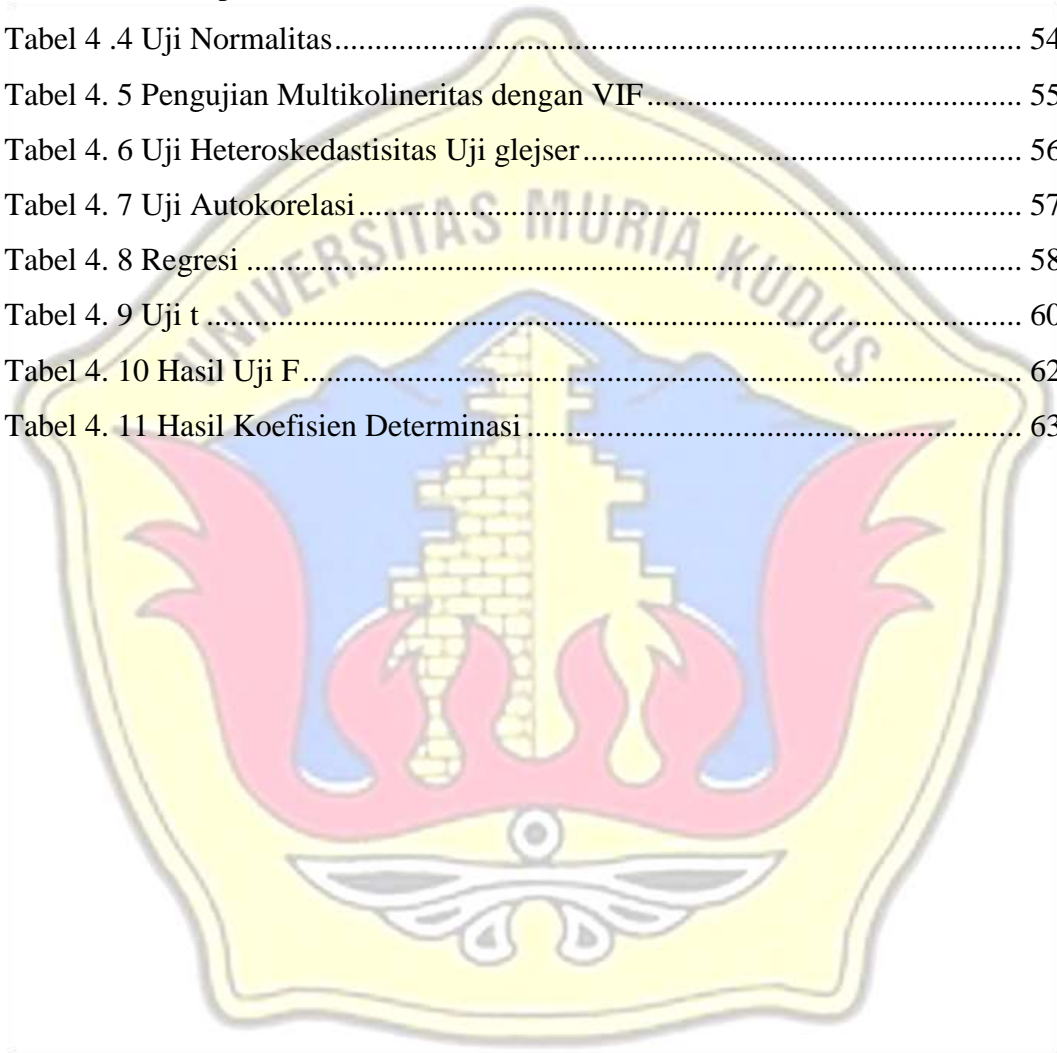 Tabel 4 .4 Uji Normalitas.................................................................................... 54
Tabel 4. 5 Pengujian Multikolineritas dengan VIF............................................. 55
Tabel 4. 6 Uji Heteroskedastisitas Uji glejser..................................................... 56
Tabel 4. 7 Uji Autokorelasi................................................................................. 57
Tabel 4. 8 Regresi ............................................................................................... 58
Tabel 4. 9 Uji t .................................................................................................... 60
Tabel 4. 10 Hasil Uji F........................................................................................ 62
Tabel 4. 11 Hasil Koefisien Determinasi ............................................................ 63
UNIVERSITAS MURIA KUDUS